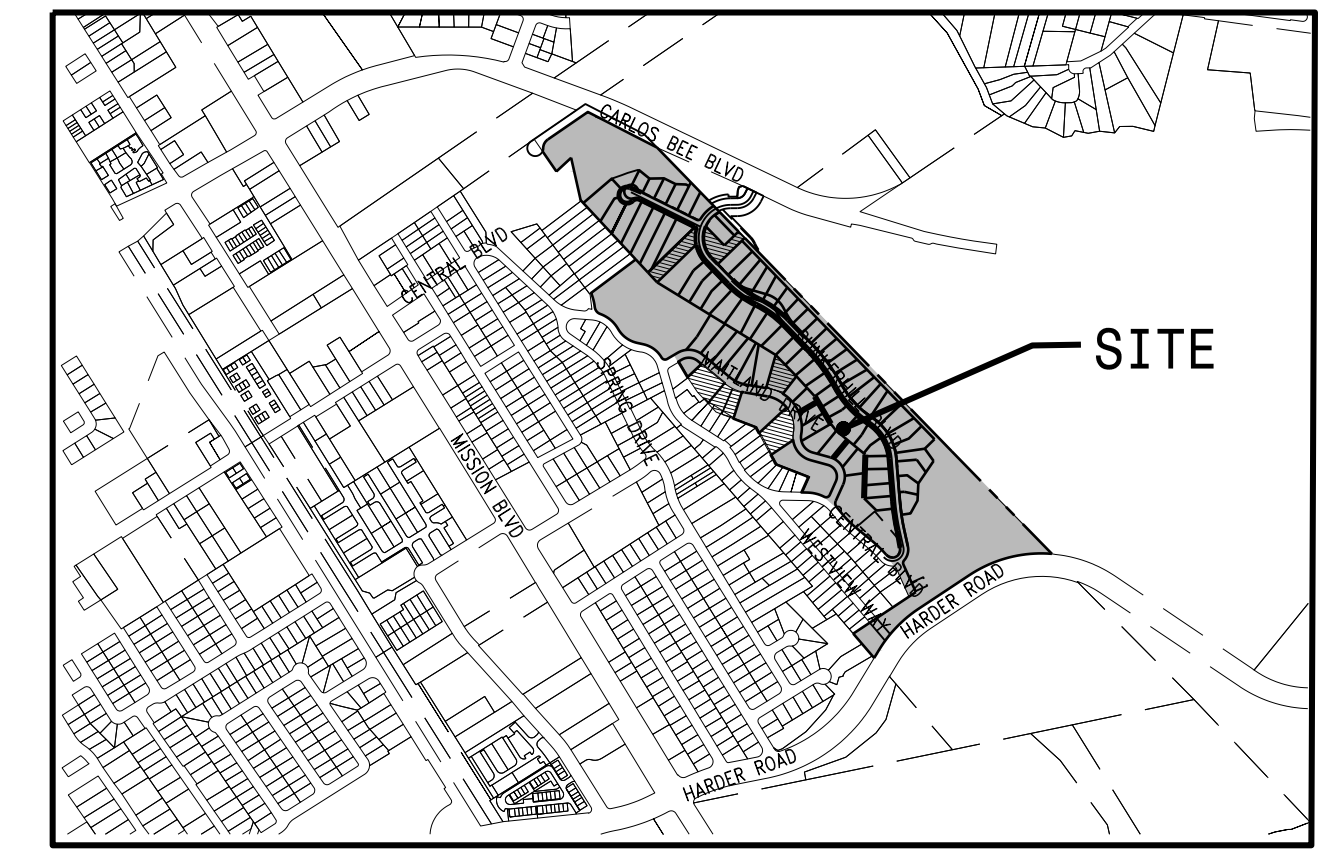 CARLOS BEE BLVD
CENTRAL BLVD
SITE
MAITLAND DRIVE
SPRING DRIVE
MISSION BLVD
CENTRAL BLVD
WESTVIEW WAY
HARDER ROAD
HARDER ROAD